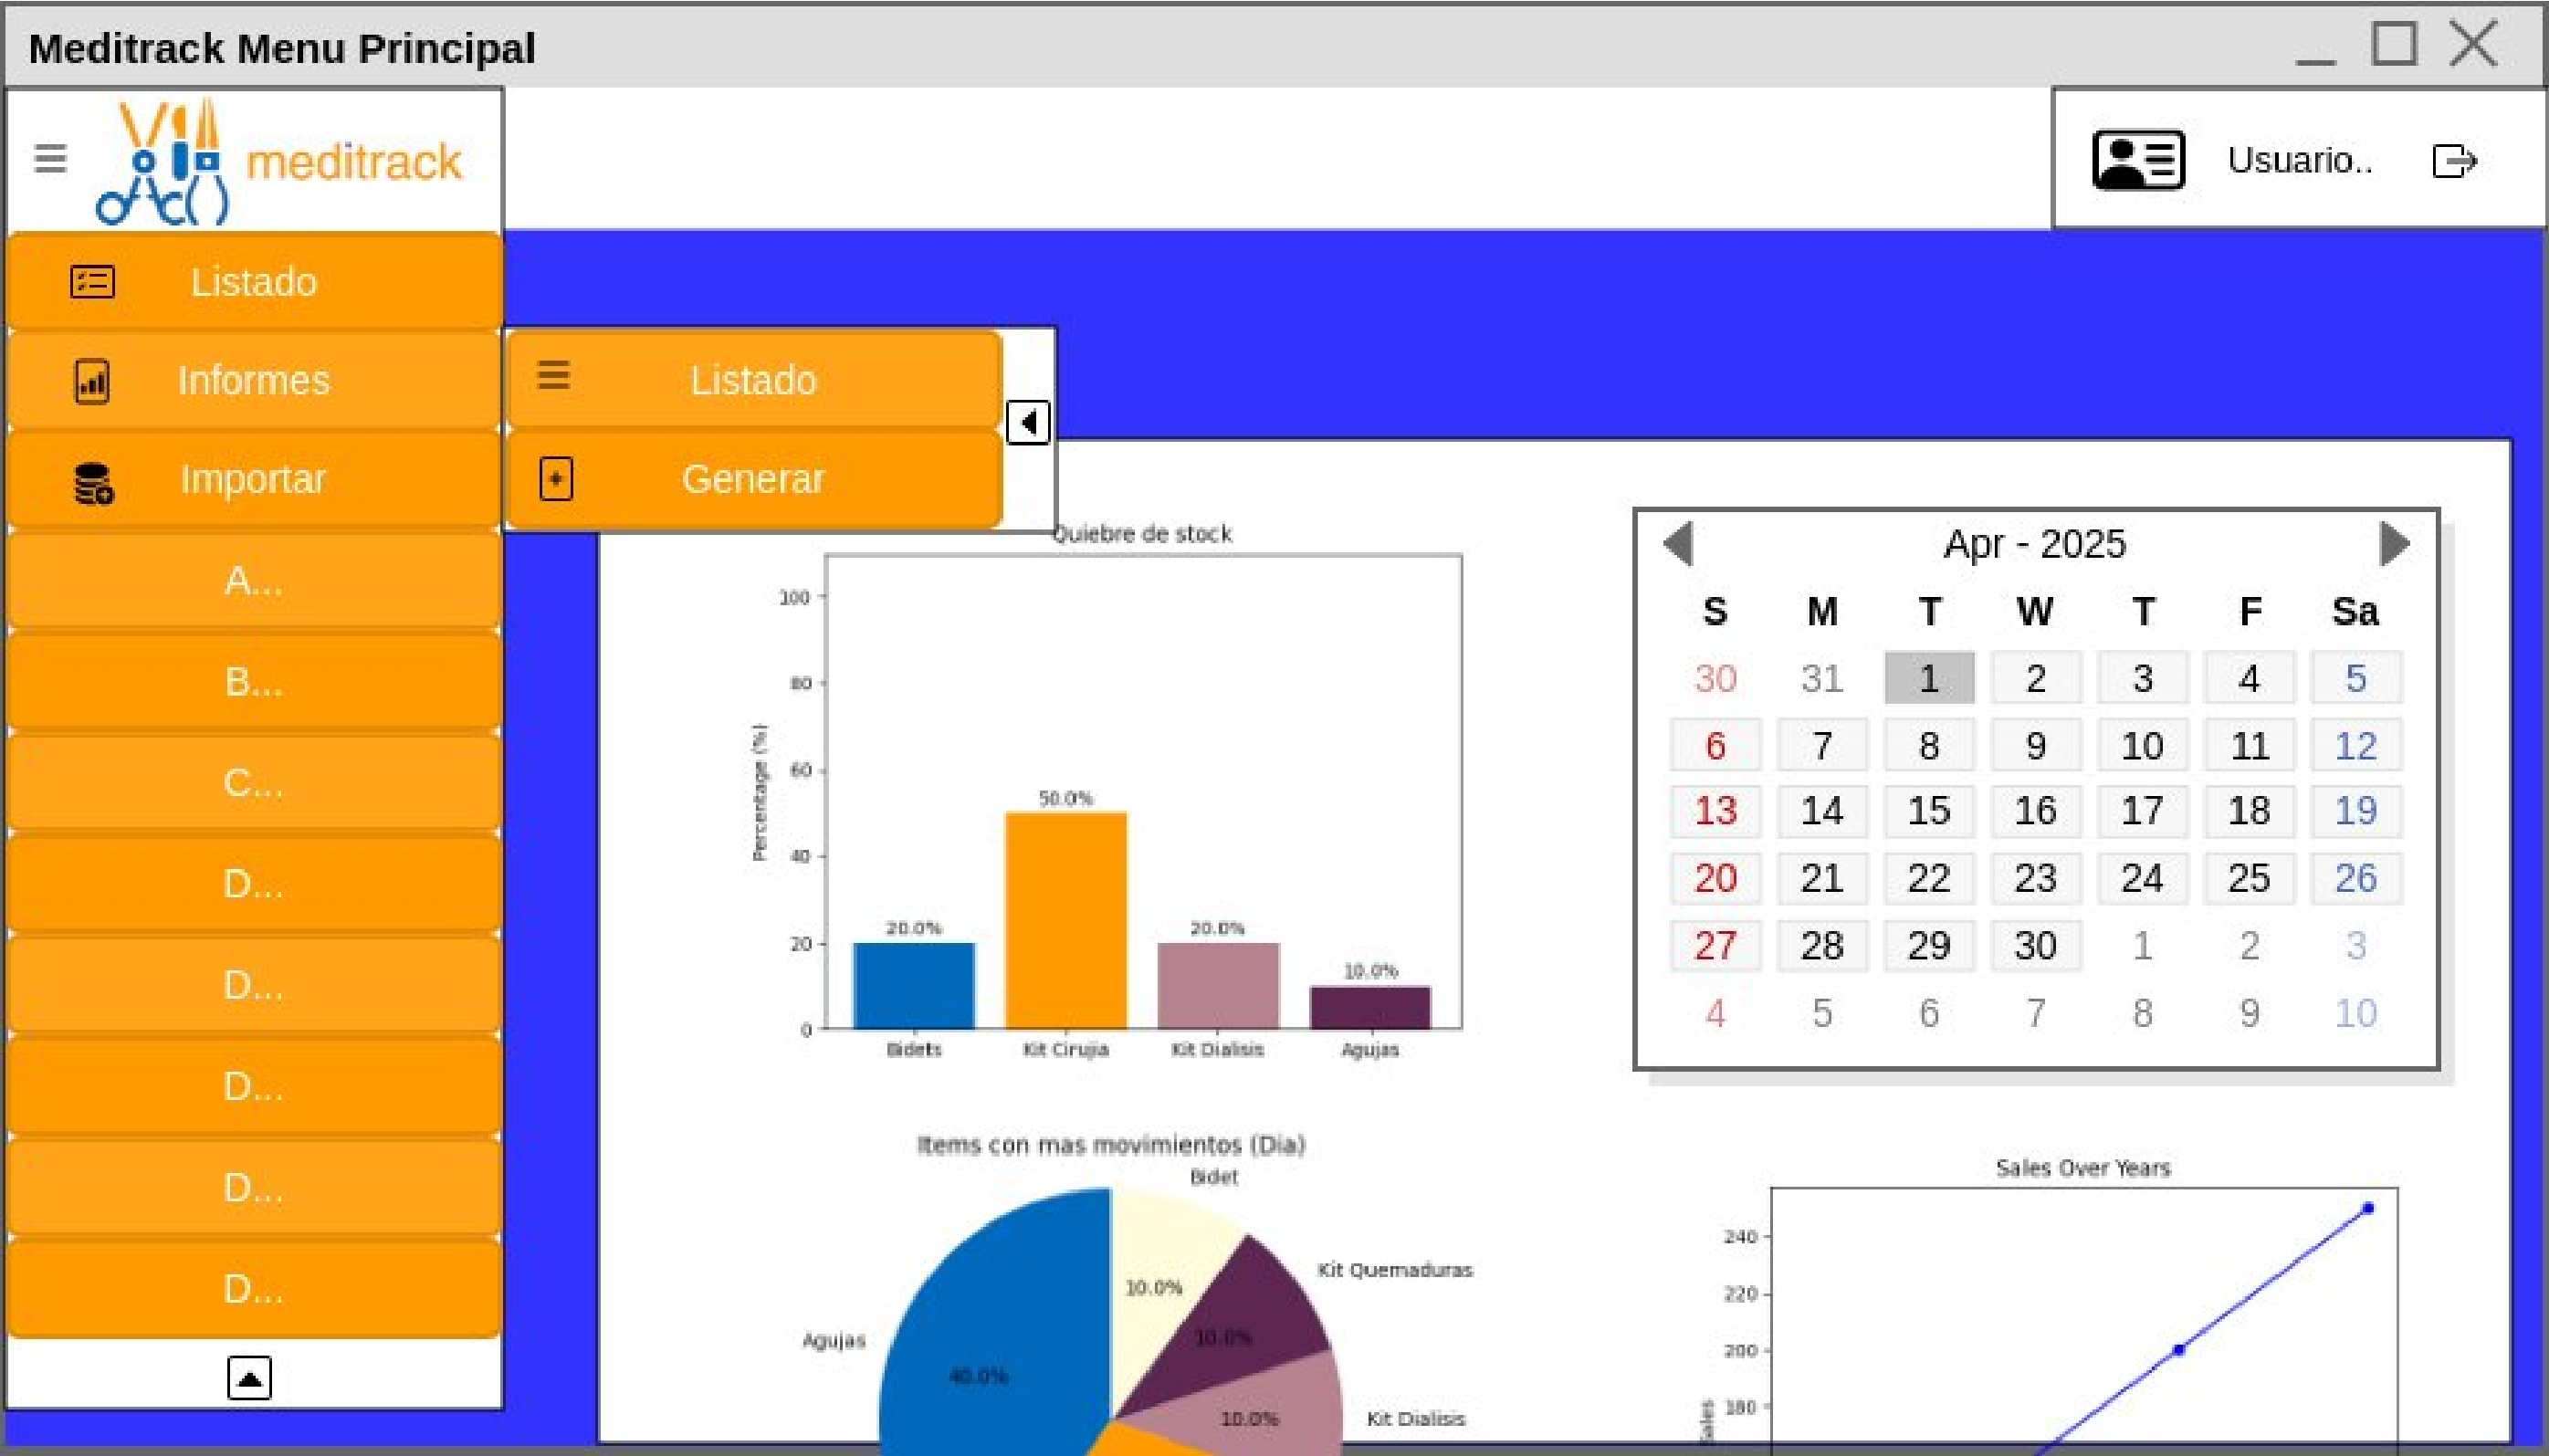 Meditrack Menu Principal
meditrack
Usuario..
Listado
Informes
Importar
A...
B...
C...
D...
D...
D...
D...
D...
Listado
Generar
Quiebre de stock
100
80
60
40
20
0
Percentage (%)
20.0%
50.0%
20.0%
10.0%
Bidets
Kit Cirujia
Kit Dialisis
Agujas
Apr - 2025
S M T W T F Sa
30 31 1 2 3 4 5
6 7 8 9 10 11 12
13 14 15 16 17 18 19
20 21 22 23 24 25 26
27 28 29 30 1 2 3
4 5 6 7 8 9 10
Items con mas movimientos (Dia)
Bidet
10.0%
Kit Quemaduras
10.0%
Agujas
40.0%
Kit Dialisis
10.0%
Sales Over Years
240
220
200
180
Sales